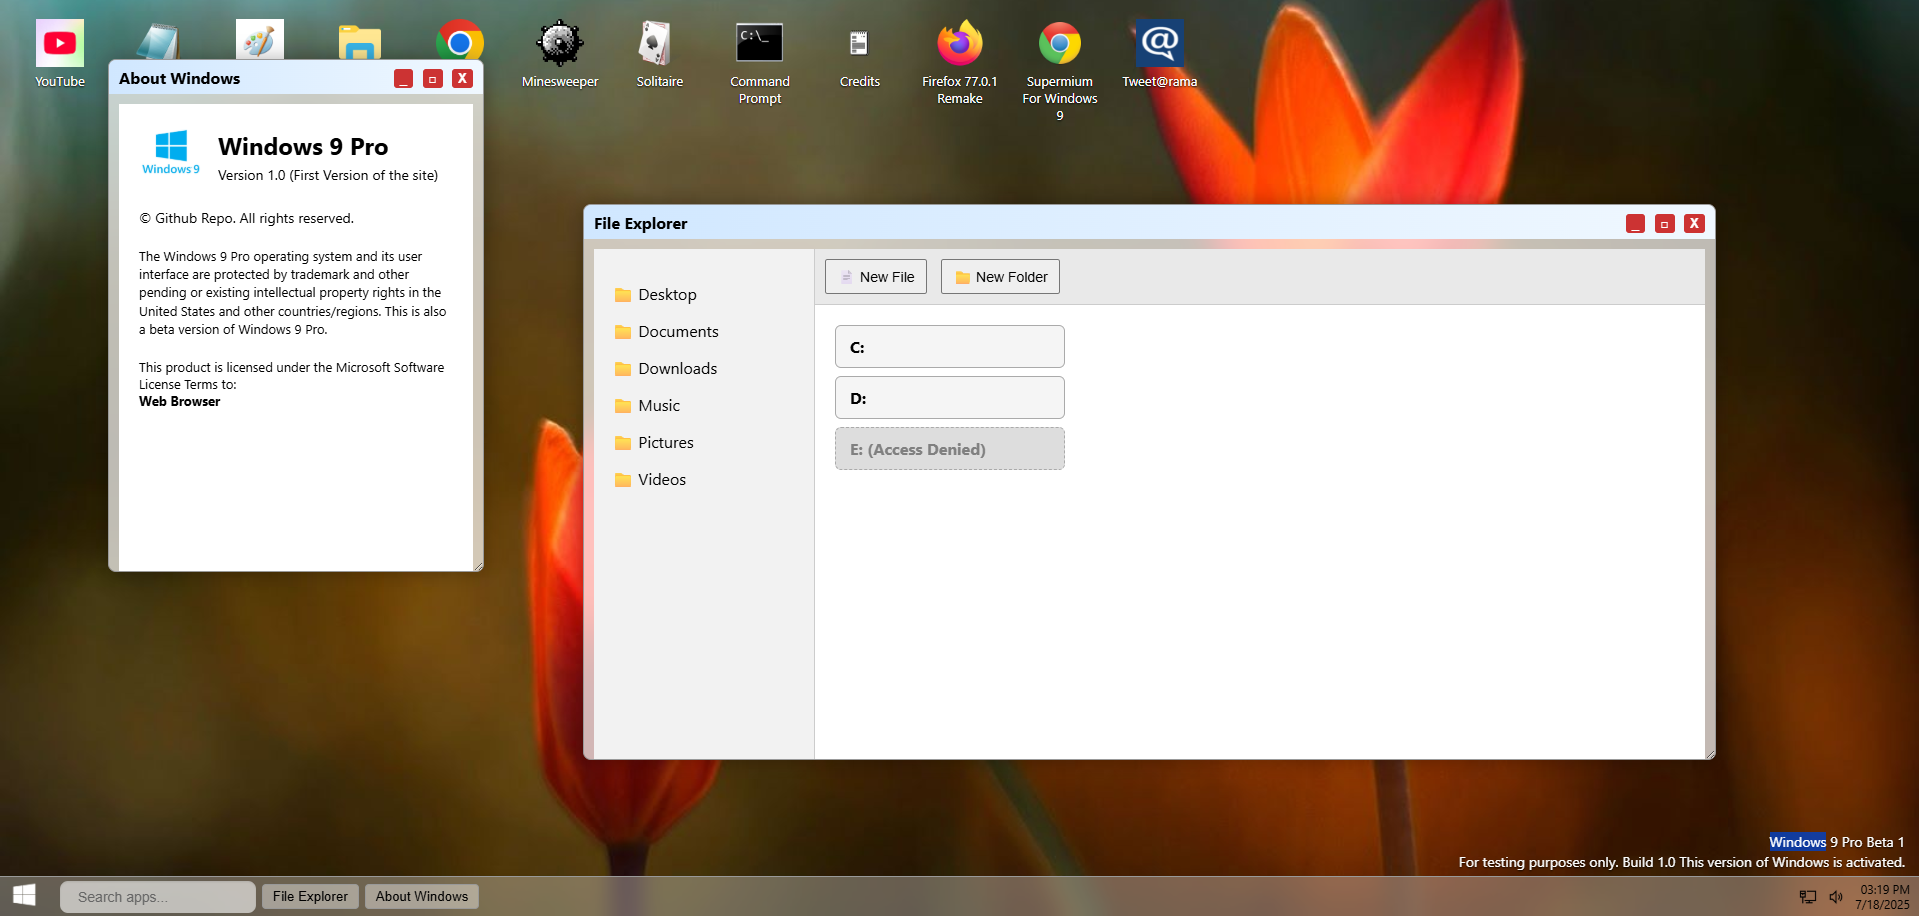 YouTube
Minesweeper
Solitaire
C:\_
Command
Prompt
Credits
Firefox 77.0.1
Remake
Supermium
For Windows
9
@
Tweet@rama
About Windows
_
X
Windows 9
Windows 9 Pro
Version 1.0 (First Version of the site)
© Github Repo. All rights reserved.
The Windows 9 Pro operating system and its user
interface are protected by trademark and other
pending or existing intellectual property rights in the
United States and other countries/regions. This is also
a beta version of Windows 9 Pro.
This product is licensed under the Microsoft Software
License Terms to:
Web Browser
File Explorer
_
X
Desktop
Documents
Downloads
Music
Pictures
Videos
New File
New Folder
C:
D:
E: (Access Denied)
Windows 9 Pro Beta 1
For testing purposes only. Build 1.0 This version of Windows is activated.
Search apps...
File Explorer
About Windows
03:19 PM
7/18/2025